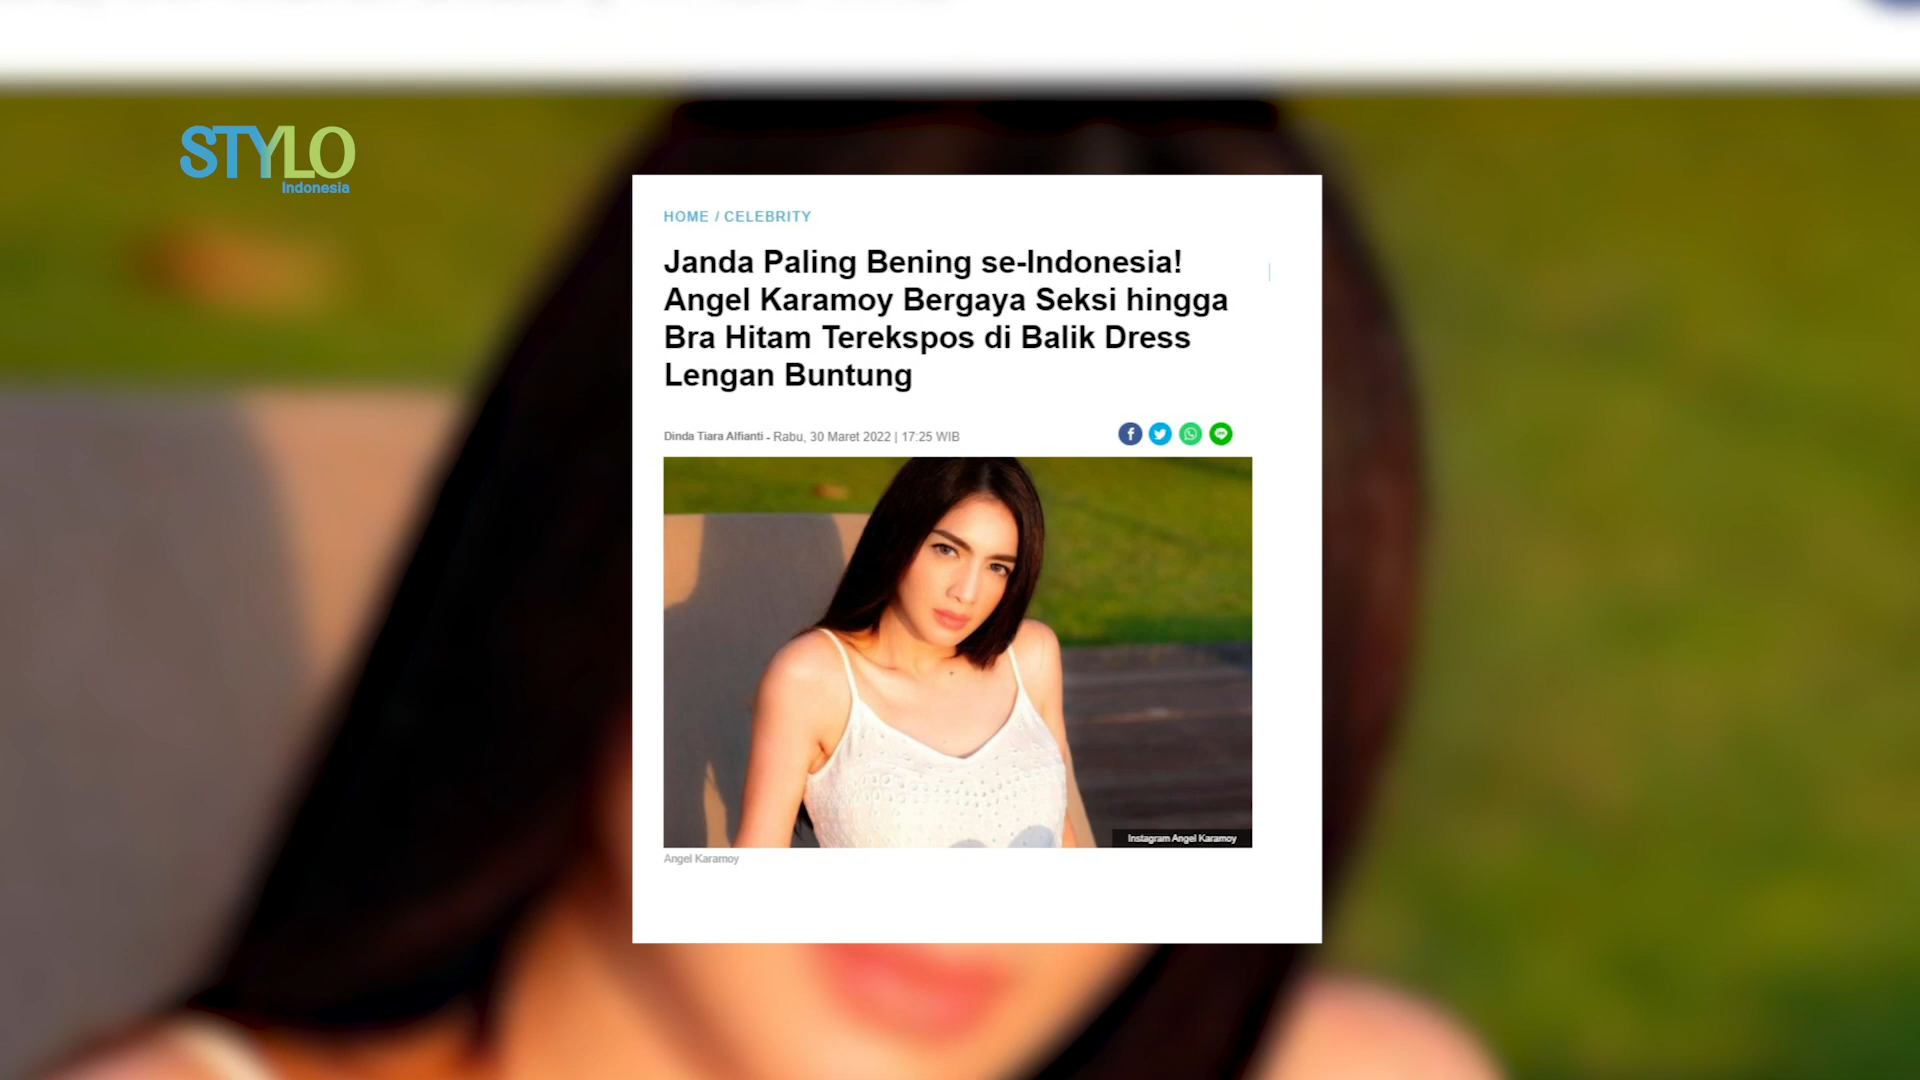 STYLO
Indonesia
HOME / CELEBRITY
Janda Paling Bening se-Indonesia!
Angel Karamoy Bergaya Seksi hingga
Bra Hitam Terekspos di Balik Dress
Lengan Buntung
Dinda Tiara Alfianti - Rabu, 30 Maret 2022 | 17:25 WIB
Instagram Angel Karamoy
Angel Karamoy